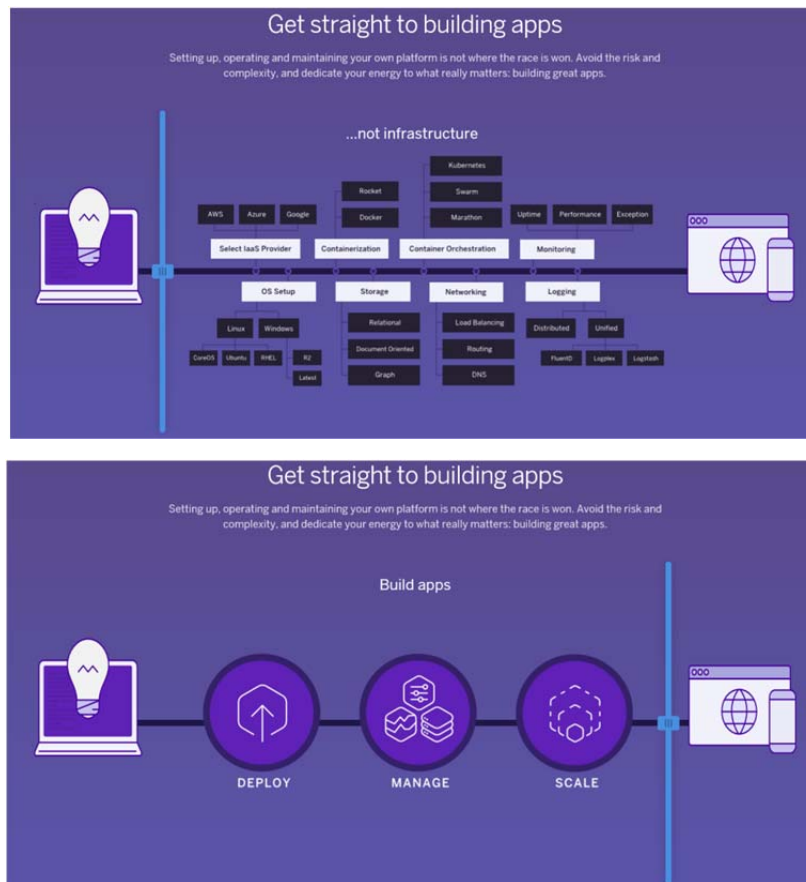 Get straight to building apps
Setting up, operating and maintaining your own platform is not where the race is won. Avoid the risk and
complexity, and dedicate your energy to what really matters: building great apps.
...not infrastructure
Kubernetes
Rocket
Swarm
AWS Azure Google
Docker
Marathon
Uptime Performance Exception
Select IaaS Provider Containerization Container Orchestration Monitoring
OS Setup Storage Networking Logging
Linux Windows
Relational
Load Balancing
Distributed Unified
CoreOS Ubuntu RHEL R2
Document Oriented
Routing
FluentD Logplex Logstash
Latest
Graph
DNS
Get straight to building apps
Setting up, operating and maintaining your own platform is not where the race is won. Avoid the risk and
complexity, and dedicate your energy to what really matters: building great apps.
Build apps
DEPLOY MANAGE SCALE